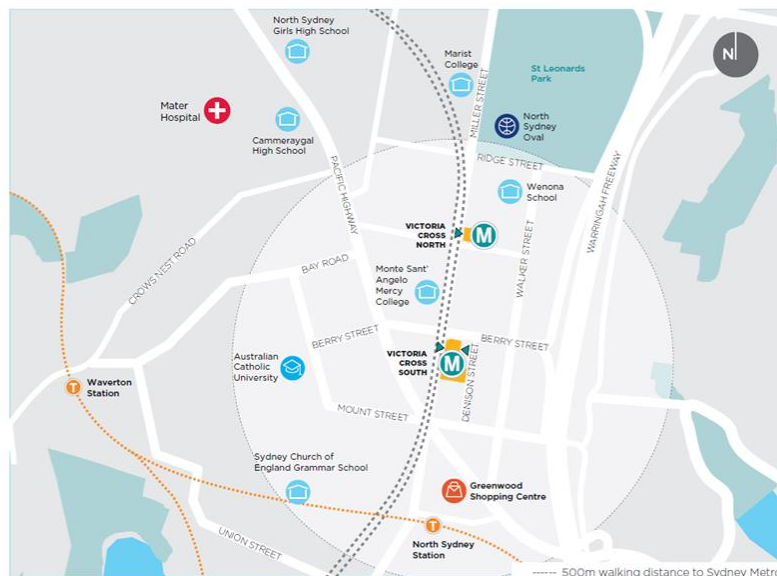 North Sydney
Girls High School
Marist
College
St Leonards
Park
N
Mater
Hospital
MILLER STREET
North
Sydney
Oval
Cammeraygal
High School
RIDGE STREET
PACIFIC HIGHWAY
Wenona
School
WARRINGAH FREEWAY
VICTORIA
CROSS
NORTH
M
WALKER STREET
CROWS NEST ROAD
BAY ROAD
Monte Sant'
Angelo
Mercy
College
BERRY STREET
BERRY STREET
Australian
Catholic
University
VICTORIA
CROSS
SOUTH
M
DENISON STREET
T
Waverton
Station
MOUNT STREET
Sydney Church of
England Grammar School
Greenwood
Shopping Centre
T
North Sydney
Station
UNION STREET
500m walking distance to Sydney Metro